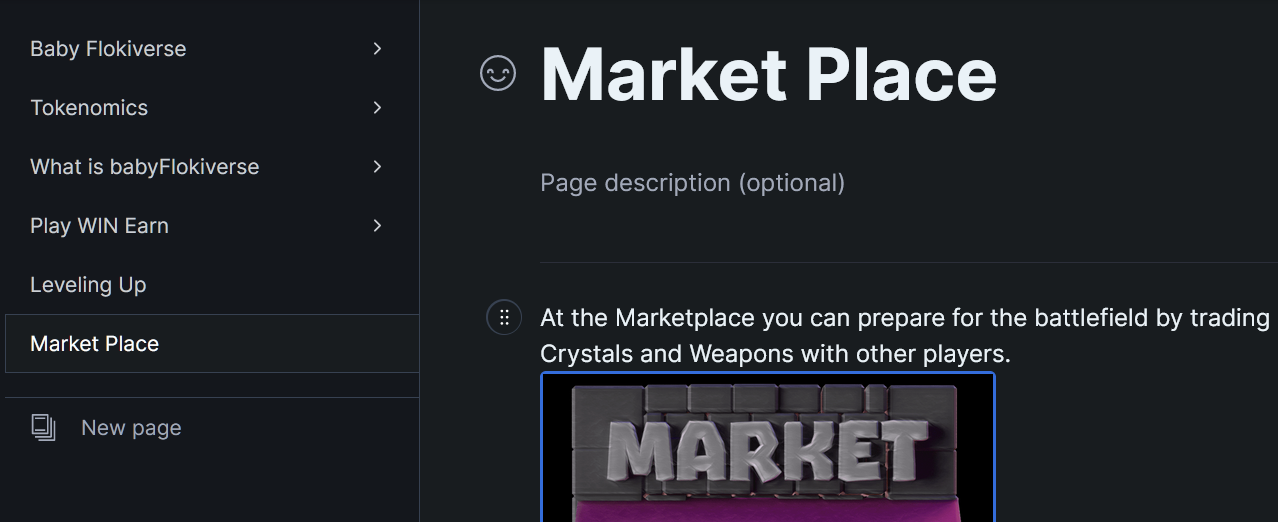 Baby Flokiverse
Tokenomics
What is babyFlokiverse
Play WIN Earn
Leveling Up
Market Place
New page
Market Place
Page description (optional)
At the Marketplace you can prepare for the battlefield by trading
Crystals and Weapons with other players.
MARKET